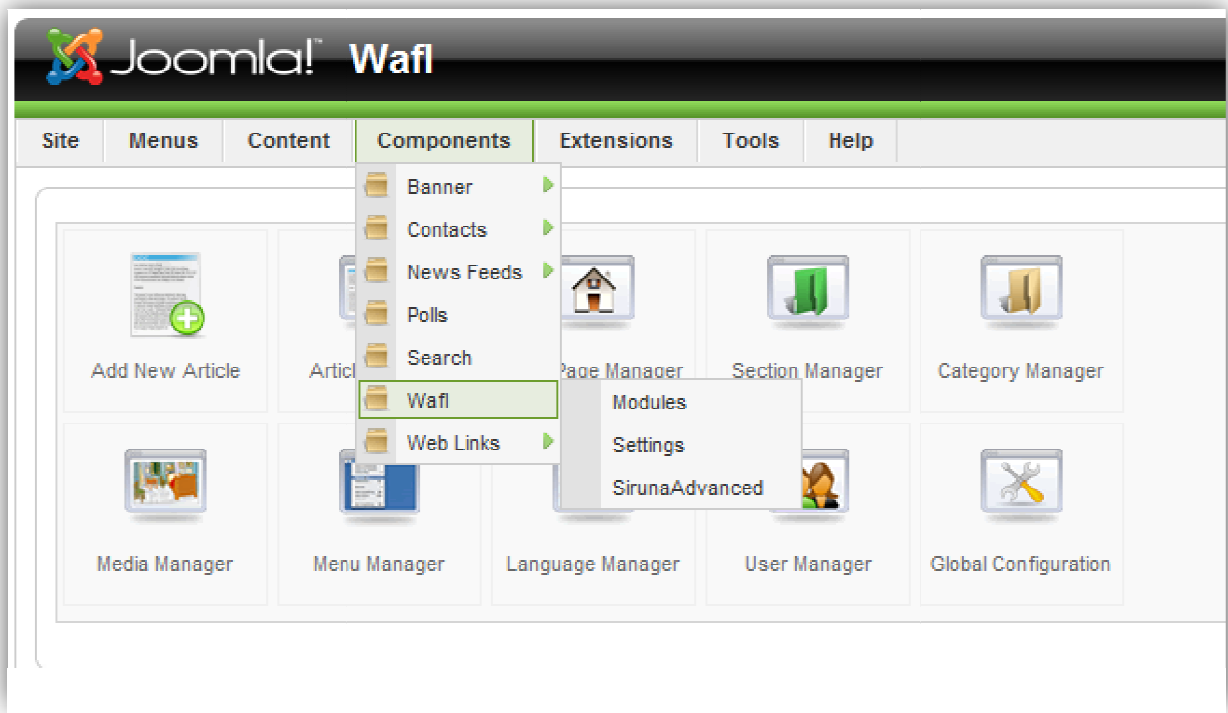 Joomla!™ Wafl
Site Menus Content Components Extensions Tools Help
Banner
Contacts
News Feeds
Polls
Search
Wafl
Web Links
Modules
Settings
SirunaAdvanced
Add New Article
Page Manager
Section Manager
Category Manager
Media Manager
Menu Manager
Language Manager
User Manager
Global Configuration